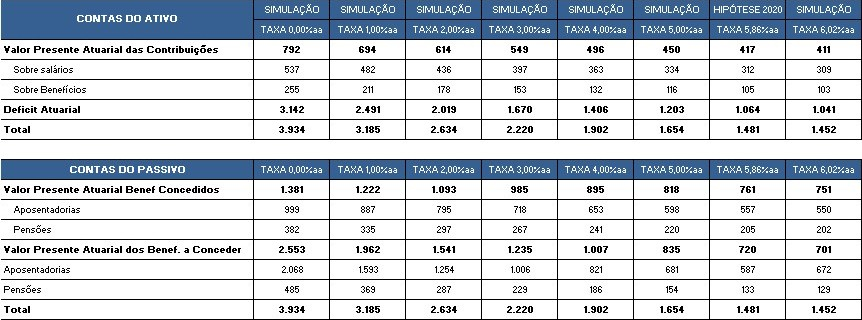 CONTAS DO ATIVO SIMULAÇÃO SIMULAÇÃO SIMULAÇÃO SIMULAÇÃO SIMULAÇÃO SIMULAÇÃO HIPÓTESE 2020 SIMULAÇÃO
TAXA 0,00%aa TAXA 1,00%aa TAXA 2,00%aa TAXA 3,00%aa TAXA 4,00%aa TAXA 5,00%aa TAXA 5,86%aa TAXA 6,02%aa
Valor Presente Atuarial das Contribuições 792 694 614 549 496 450 417 411
Sobre salários 537 482 436 397 363 334 312 309
Sobre Benefícios 255 211 178 153 132 116 105 103
Deficit Atuarial 3.142 2.491 2.019 1.670 1.406 1.203 1.064 1.041
Total 3.934 3.185 2.634 2.220 1.902 1.654 1.481 1.452
CONTAS DO PASSIVO TAXA 0,00%aa TAXA 1,00%aa TAXA 2,00%aa TAXA 3,00%aa TAXA 4,00%aa TAXA 5,00%aa TAXA 5,86%aa TAXA 6,02%aa
Valor Presente Atuarial Benef Concedidos 1.381 1.222 1.093 985 895 818 761 751
Aposentadorias 999 887 795 718 653 598 557 550
Pensões 382 335 297 267 241 220 205 202
Valor Presente Atuarial dos Benef. a Conceder 2.553 1.962 1.541 1.235 1.007 835 720 701
Aposentadorias 2.068 1.593 1.254 1.006 821 681 587 672
Pensões 485 369 287 229 186 154 133 129
Total 3.934 3.185 2.634 2.220 1.902 1.654 1.481 1.452